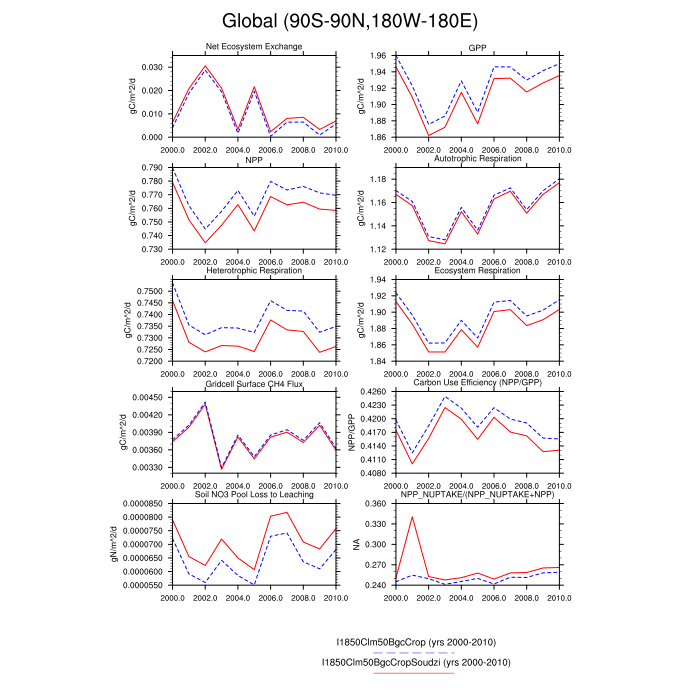 Global (90S-90N,180W-180E)
Net Ecosystem Exchange
gC/m^2/d
0.030
0.020
0.010
0.000
2000.0 2002.0 2004.0 2006.0 2008.0 2010.0
GPP
gC/m^2/d
1.96
1.94
1.92
1.90
1.88
1.86
2000.0 2002.0 2004.0 2006.0 2008.0 2010.0
NPP
gC/m^2/d
0.790
0.780
0.770
0.760
0.750
0.740
0.730
2000.0 2002.0 2004.0 2006.0 2008.0 2010.0
Autotrophic Respiration
gC/m^2/d
1.18
1.16
1.14
1.12
2000.0 2002.0 2004.0 2006.0 2008.0 2010.0
Heterotrophic Respiration
gC/m^2/d
0.7500
0.7450
0.7400
0.7350
0.7300
0.7250
0.7200
2000.0 2002.0 2004.0 2006.0 2008.0 2010.0
Ecosystem Respiration
gC/m^2/d
1.94
1.92
1.90
1.88
1.86
1.84
2000.0 2002.0 2004.0 2006.0 2008.0 2010.0
Gridcell Surface CH4 Flux
gC/m^2/d
0.00450
0.00420
0.00390
0.00360
0.00330
2000.0 2002.0 2004.0 2006.0 2008.0 2010.0
Carbon Use Efficiency (NPP/GPP)
NPP/GPP
0.4260
0.4230
0.4200
0.4170
0.4140
0.4110
0.4080
2000.0 2002.0 2004.0 2006.0 2008.0 2010.0
Soil NO3 Pool Loss to Leaching
gN/m^2/d
0.0000850
0.0000800
0.0000750
0.0000700
0.0000650
0.0000600
0.0000550
2000.0 2002.0 2004.0 2006.0 2008.0 2010.0
NPP_NUPTAKE/(NPP_NUPTAKE+NPP)
NA
0.360
0.330
0.300
0.270
0.240
2000.0 2002.0 2004.0 2006.0 2008.0 2010.0
I1850Clm50BgcCrop (yrs 2000-2010)
I1850Clm50BgcCropSoudzi (yrs 2000-2010)